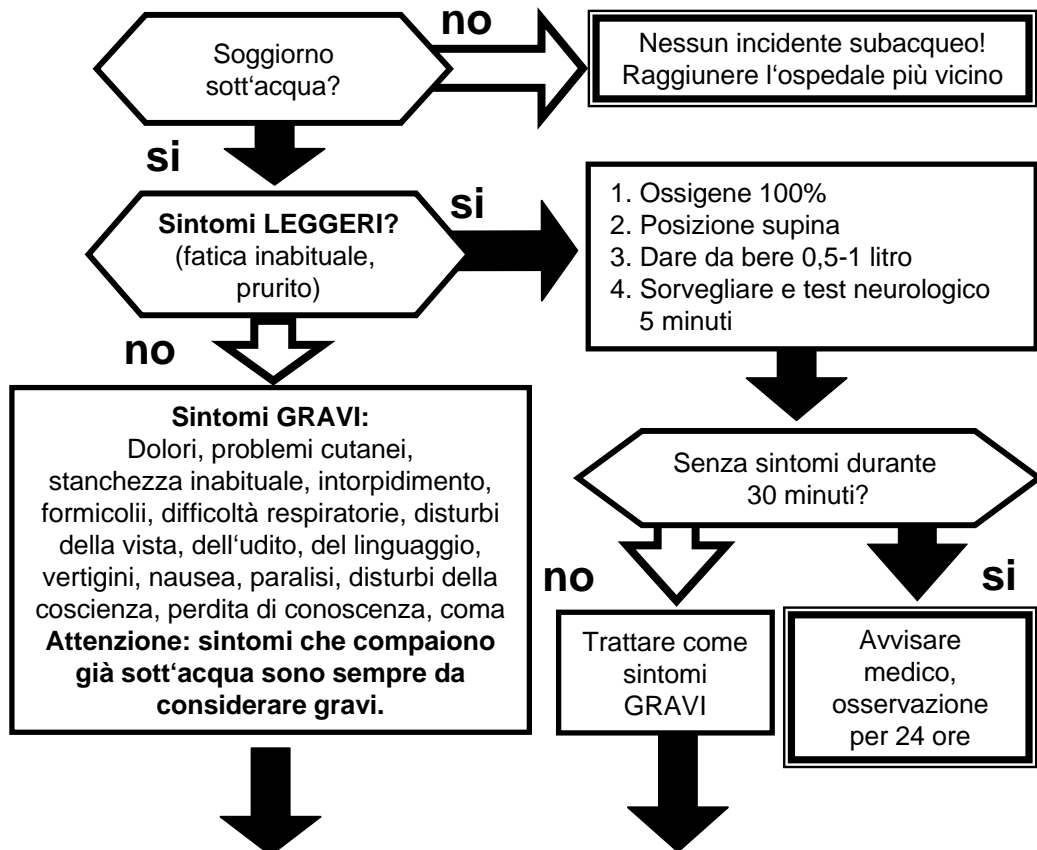 Soggiorno
sott‘acqua?
no
Nessun incidente subacqueo!
Raggiunere l‘ospedale più vicino
si
Sintomi LEGGERI?
(fatica inabituale,
prurito)
si
1. Ossigene 100%
2. Posizione supina
3. Dare da bere 0,5-1 litro
4. Sorvegliare e test neurologico
5 minuti
no
Sintomi GRAVI:
Dolori, problemi cutanei,
stanchezza inabituale, intorpidimento,
formicolii, difficoltà respiratorie, disturbi
della vista, dell‘udito, del linguaggio,
vertigini, nausea, paralisi, disturbi della
coscienza, perdita di conoscenza, coma
Attenzione: sintomi che compaiono
già sott‘acqua sono sempre da
considerare gravi.
Senza sintomi durante
30 minuti?
no
si
Trattare come
sintomi
GRAVI
Avvisare
medico,
osservazione
per 24 ore